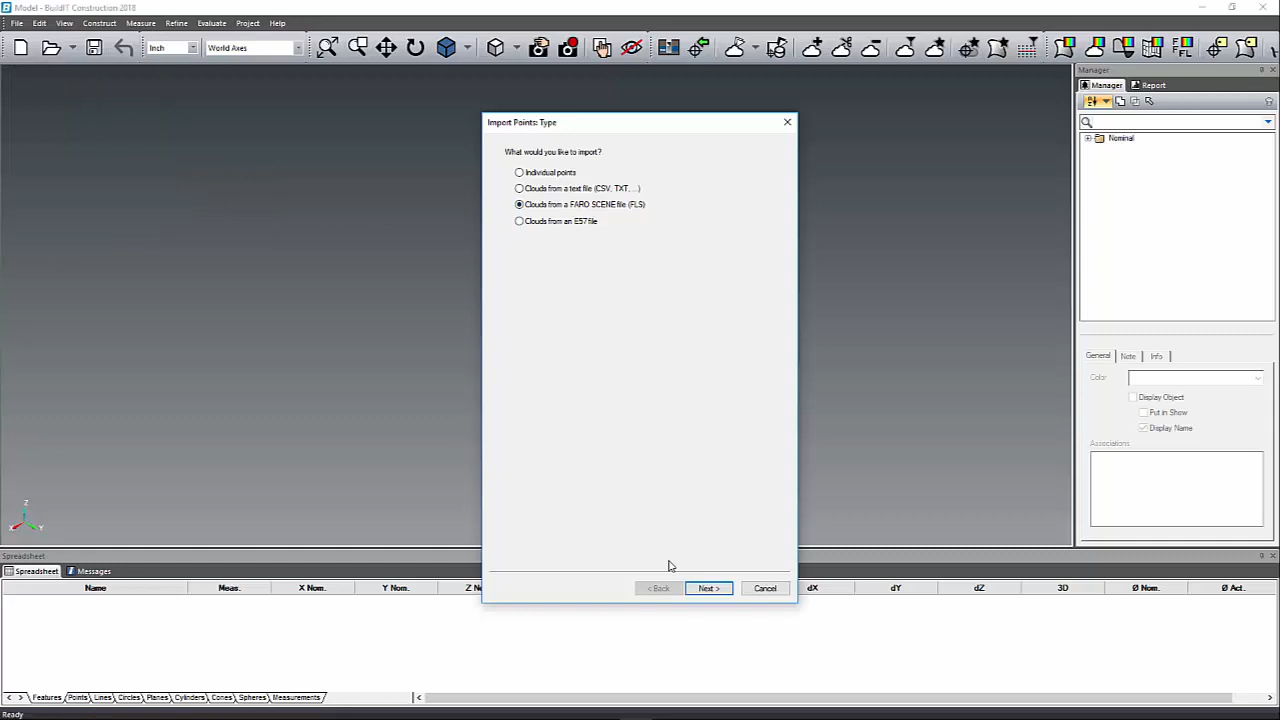 Model - BuildIT Construction 2018
File Edit View Construct Measure Refine Evaluate Project Help
Inch World Axes
Manager
Manager Report
Nominal
Import Points: Type
What would you like to import?
Individual points
Clouds from a text file (CSV, TXT, ...)
Clouds from a FARO SCENE file (FLS)
Clouds from an E57 file
< Back Next > Cancel
General Note Info
Color
Display Object
Put in Show
Display Name
Associations
Z
X Y
Spreadsheet
Spreadsheet Messages
Name Meas. X Nom. Y Nom. Z No dX dY dZ 3D Ø Nom. Ø Act.
Features Points Lines Circles Planes Cylinders Cones Spheres Measurements
Ready